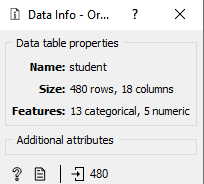 Data Info - Or... ? ×
Data table properties
Name: student
Size: 480 rows, 18 columns
Features: 13 categorical, 5 numeric
Additional attributes
? 480